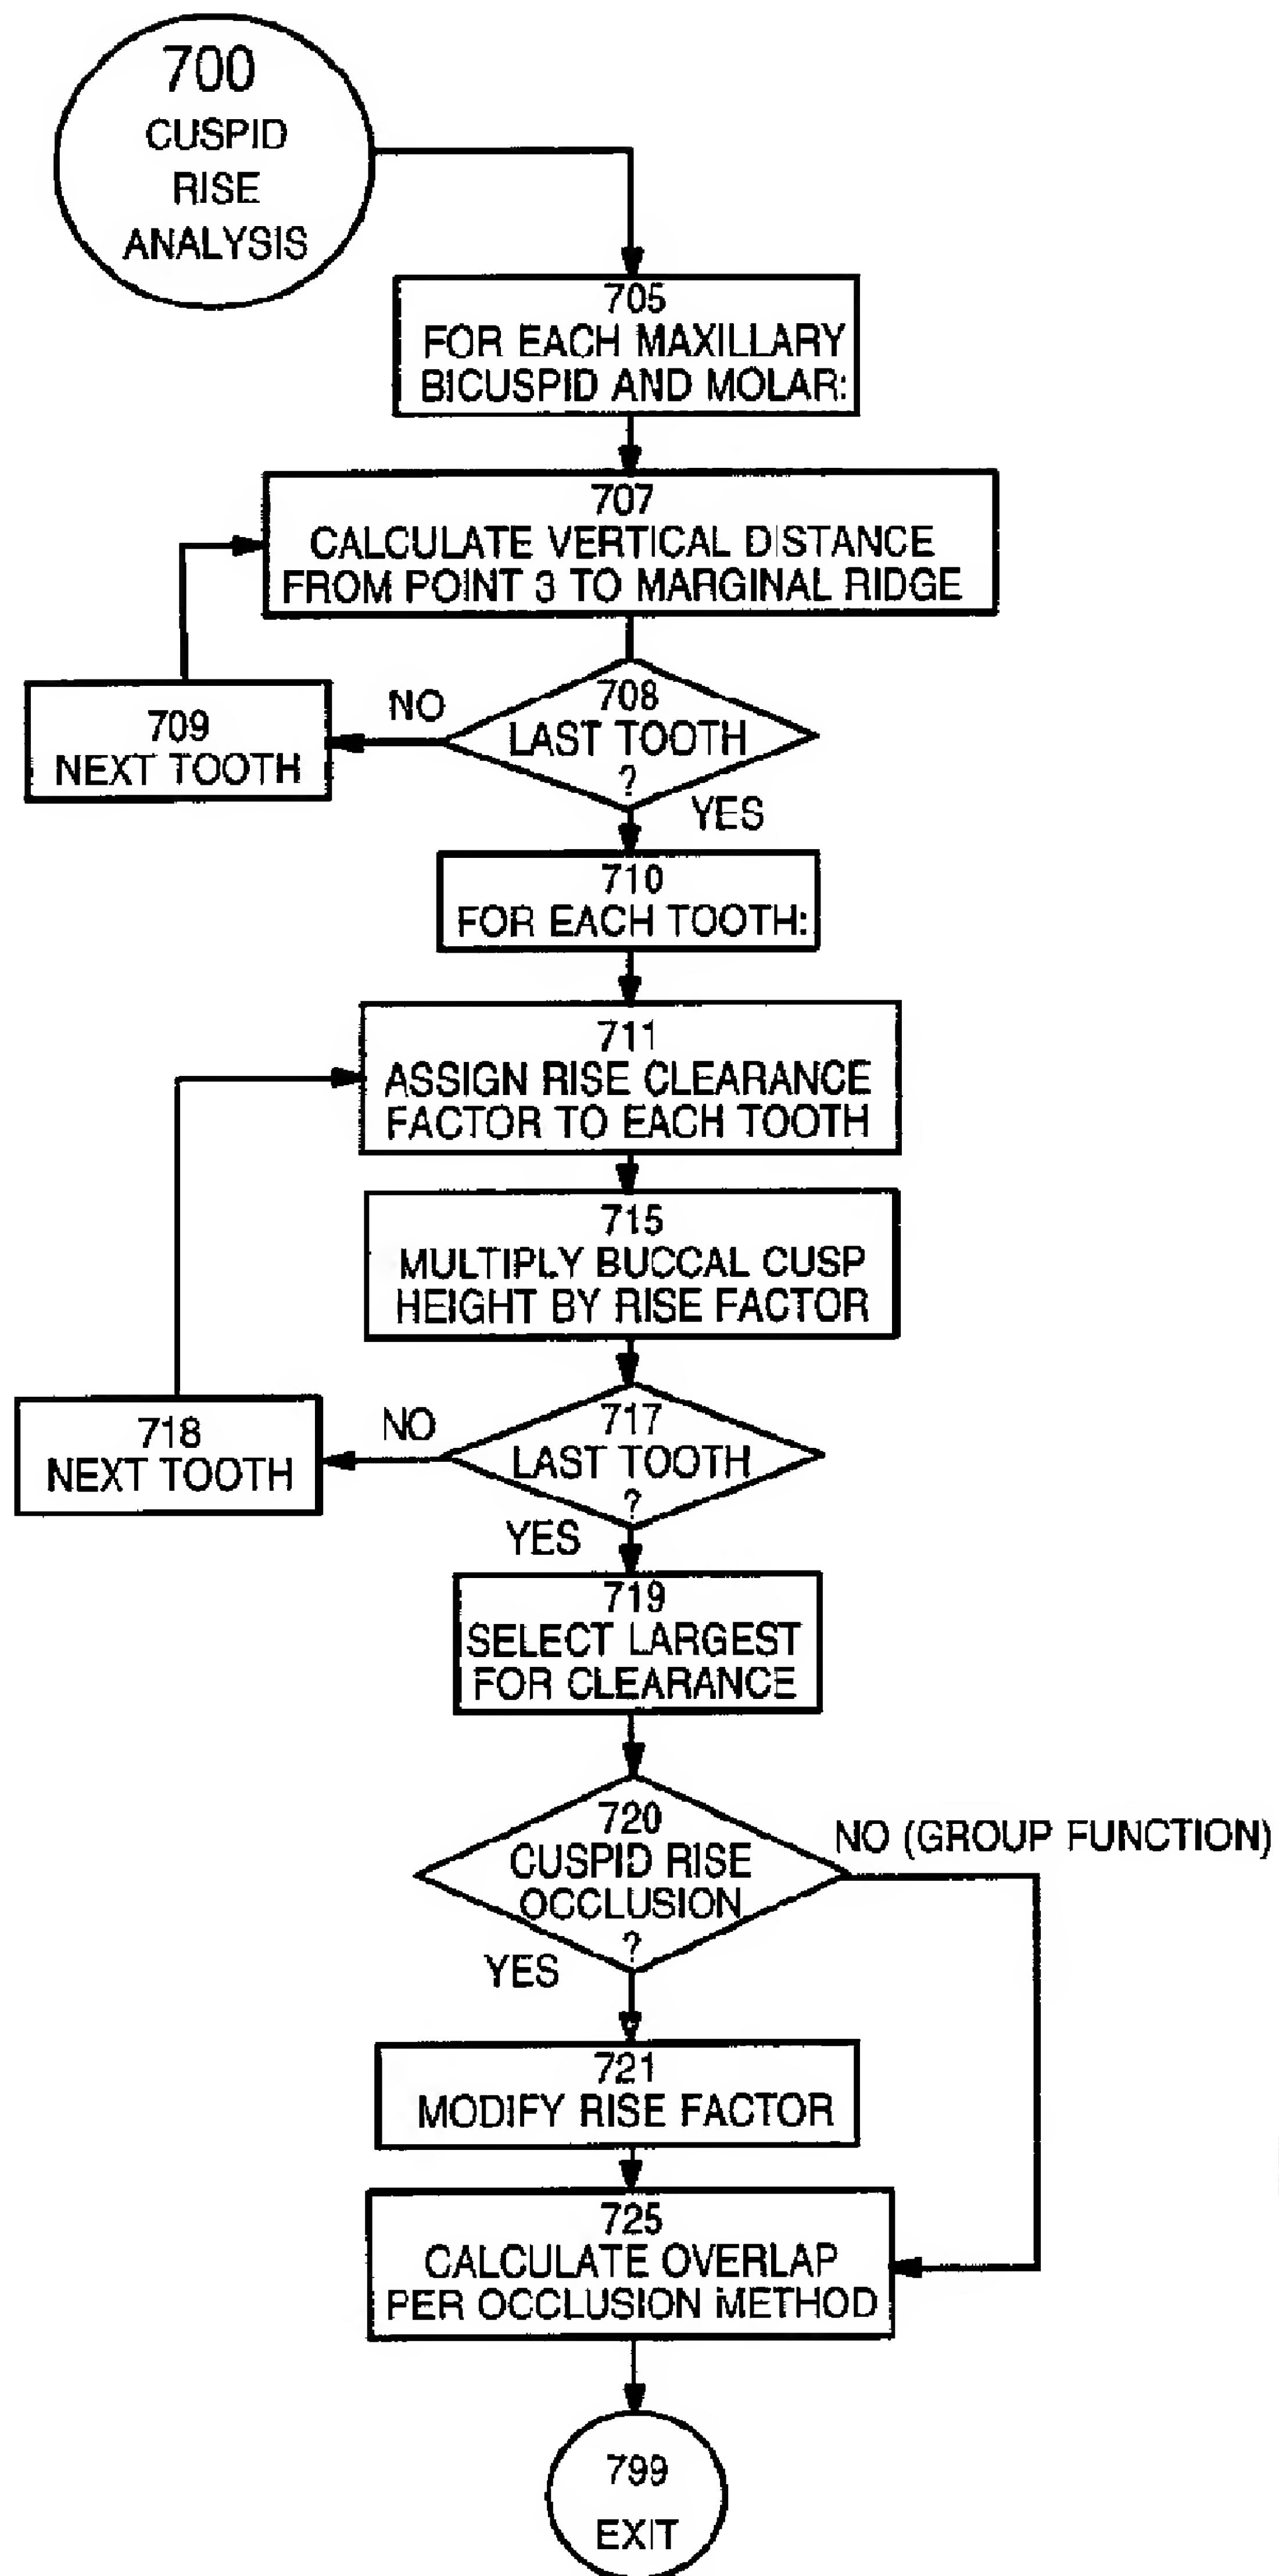 700
CUSPID
RISE
ANALYSIS
705
FOR EACH MAXILLARY
BICUSPID AND MOLAR:
707
CALCULATE VERTICAL DISTANCE
FROM POINT 3 TO MARGINAL RIDGE
708
LAST TOOTH
?
NO
709
NEXT TOOTH
YES
710
FOR EACH TOOTH:
711
ASSIGN RISE CLEARANCE
FACTOR TO EACH TOOTH
715
MULTIPLY BUCCAL CUSP
HEIGHT BY RISE FACTOR
717
LAST TOOTH
?
NO
718
NEXT TOOTH
YES
719
SELECT LARGEST
FOR CLEARANCE
720
CUSPID RISE
OCCLUSION
?
NO (GROUP FUNCTION)
YES
721
MODIFY RISE FACTOR
725
CALCULATE OVERLAP
PER OCCLUSION METHOD
799
EXIT